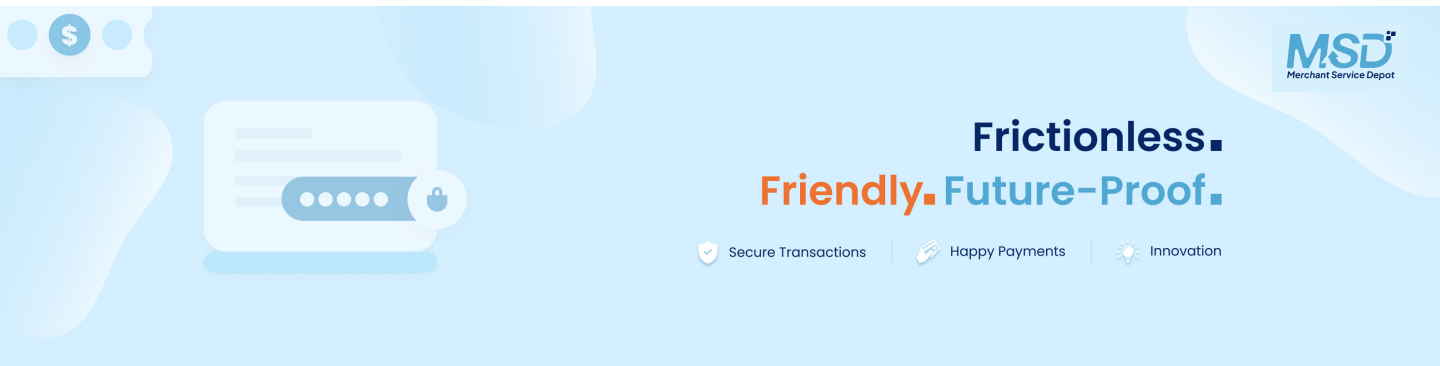 $
MSD
Merchant Service Depot
Frictionless.
Friendly. Future-Proof.
Secure Transactions
Happy Payments
Innovation